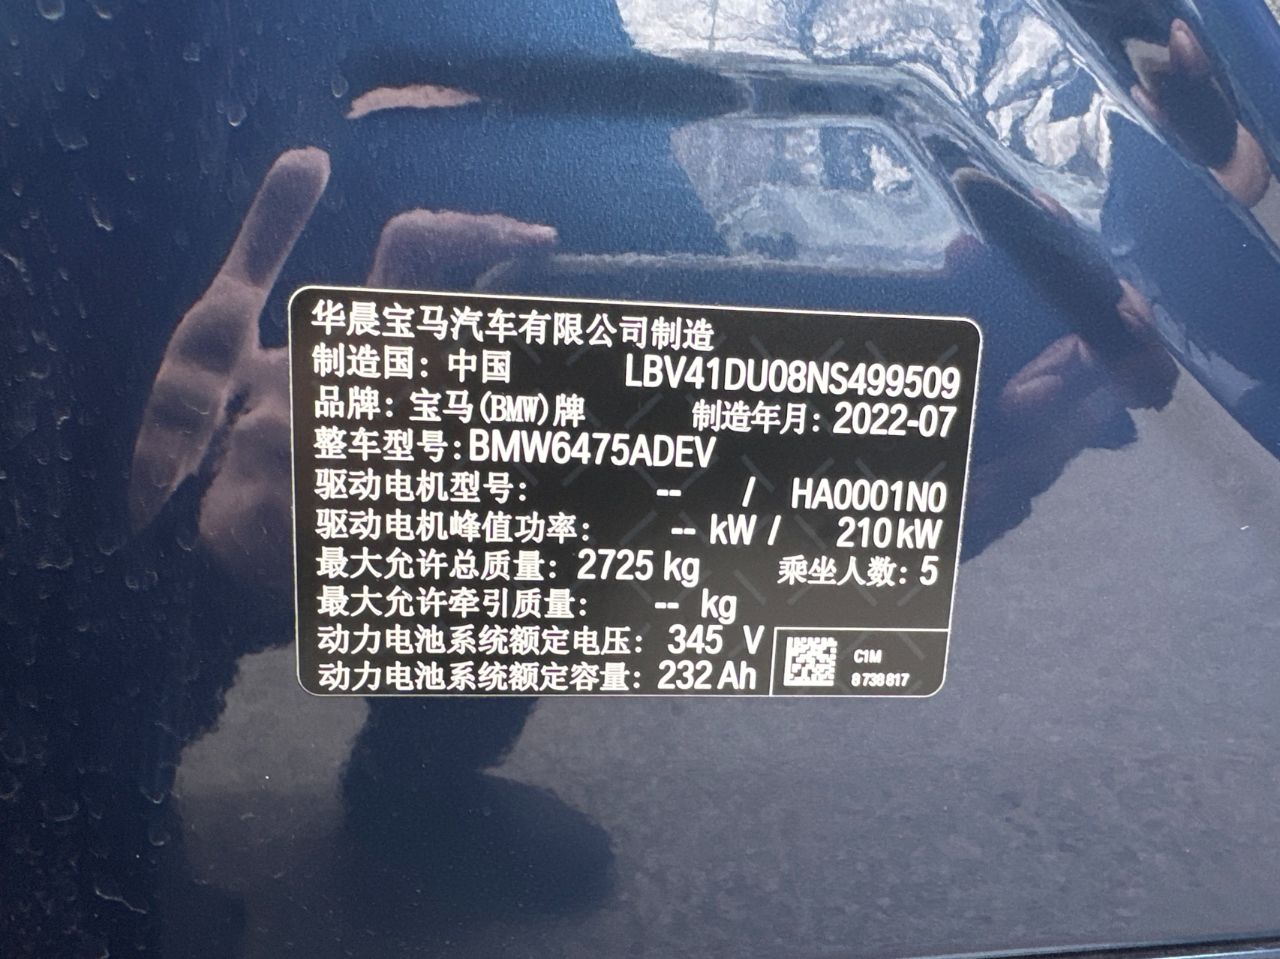 华晨宝马汽车有限公司制造
制造国：中国 LBV41DU08NS499509
品牌：宝马(BMW)牌 制造年月：2022-07
整车型号：BMW6475ADEV
驱动电机型号： -- / HA0001N0
驱动电机峰值功率： -- kW / 210kW
最大允许总质量：2725 kg 乘坐人数：5
最大允许牵引质量： -- kg
动力电池系统额定电压：345 V
动力电池系统额定容量：232Ah
C1M
8738817